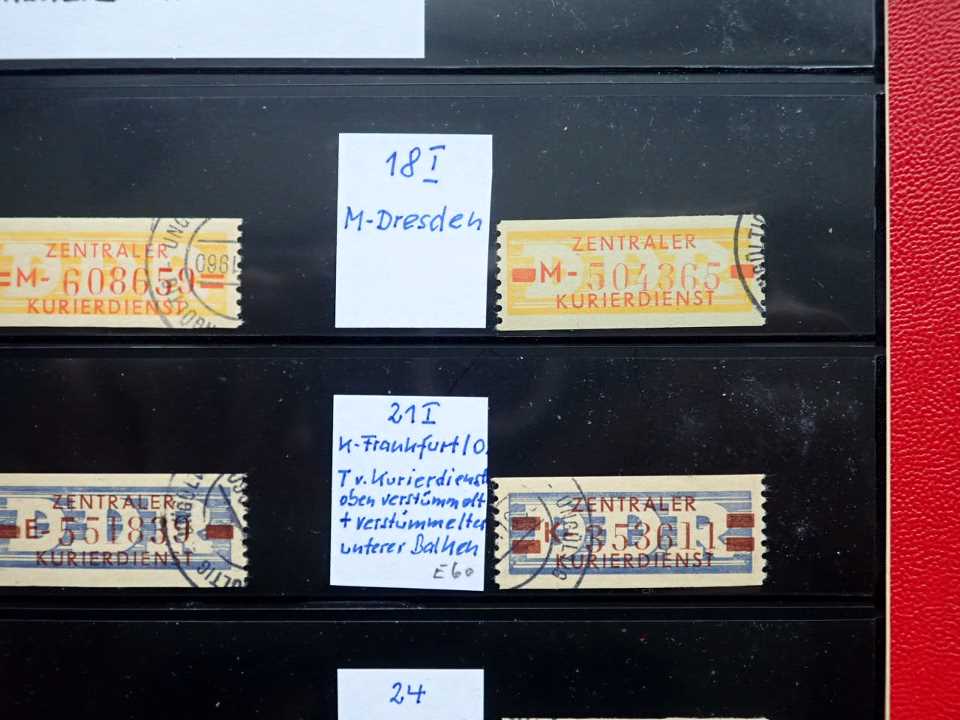 18 I
M-Dresden
ZENTRALER
M-608659
KURIERDIENST
1960
ZENTRALER
M-504365
KURIERDIENST
21 I
K-Frankfurt/O.
T v. Kurierdienst
oben verstümmelt
+ verstümmelter
unterer Balken
E60
ZENTRALER
E-551839
KURIERDIENST
ZENTRALER
K-353611
KURIERDIENST
24